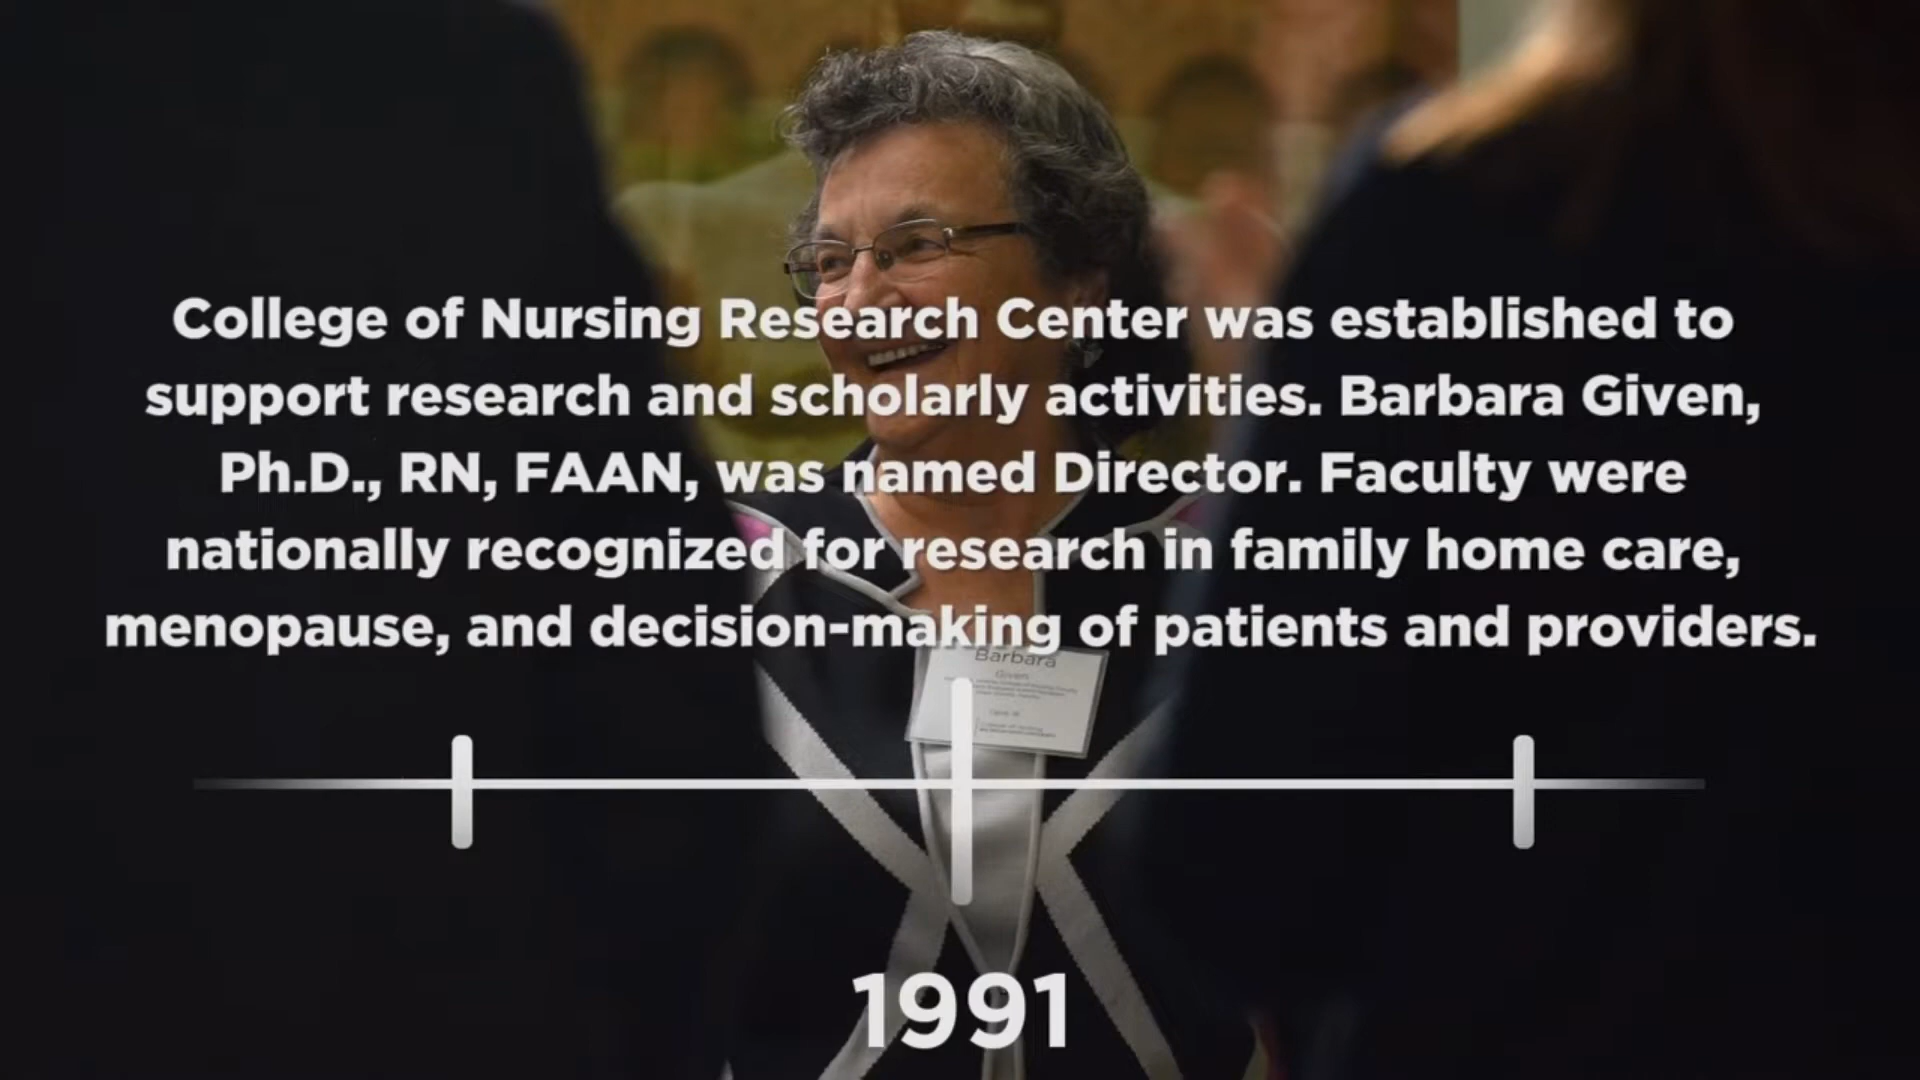 College of Nursing Research Center was established to
support research and scholarly activities. Barbara Given,
Ph.D., RN, FAAN, was named Director. Faculty were
nationally recognized for research in family home care,
menopause, and decision-making of patients and providers.
Barbara
Given
1991